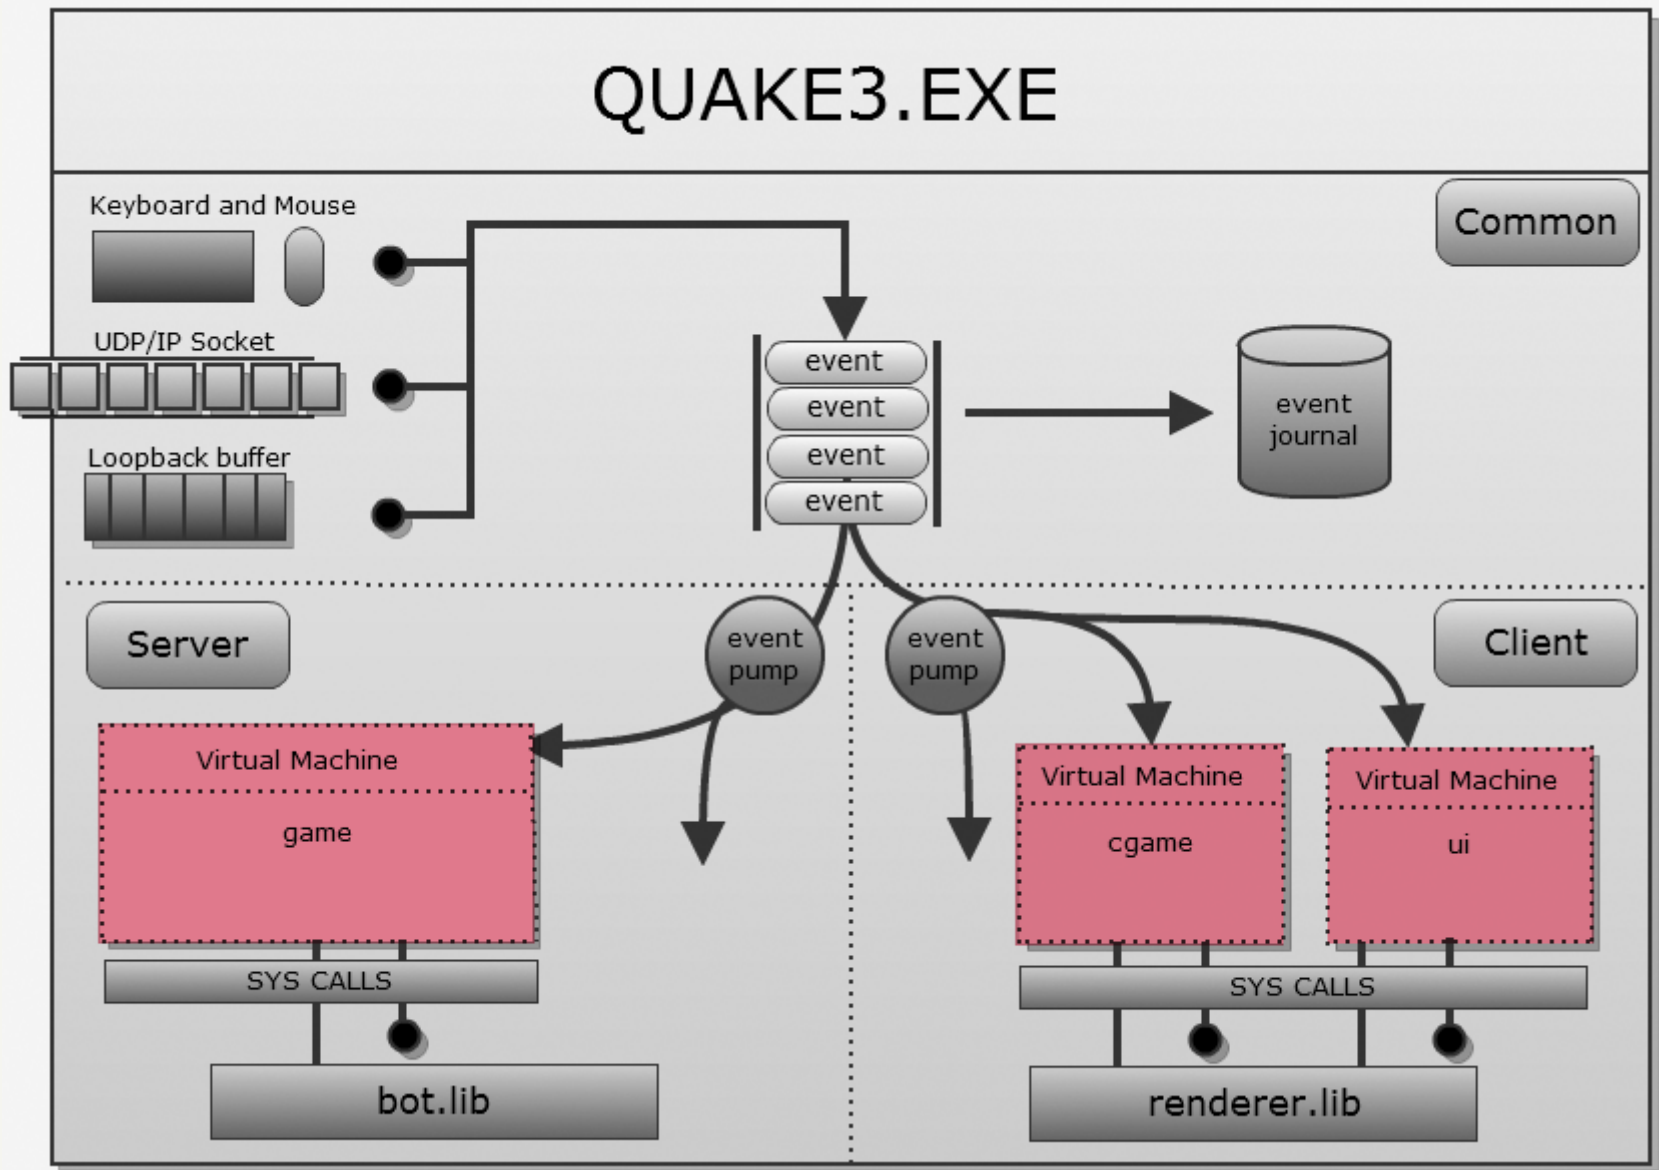 QUAKE3.EXE
Keyboard and Mouse
Common
UDP/IP Socket
event
event
event
event
event
journal
Loopback buffer
Server
event
pump
event
pump
Client
Virtual Machine
game
Virtual Machine
cgame
Virtual Machine
ui
SYS CALLS
SYS CALLS
bot.lib
renderer.lib